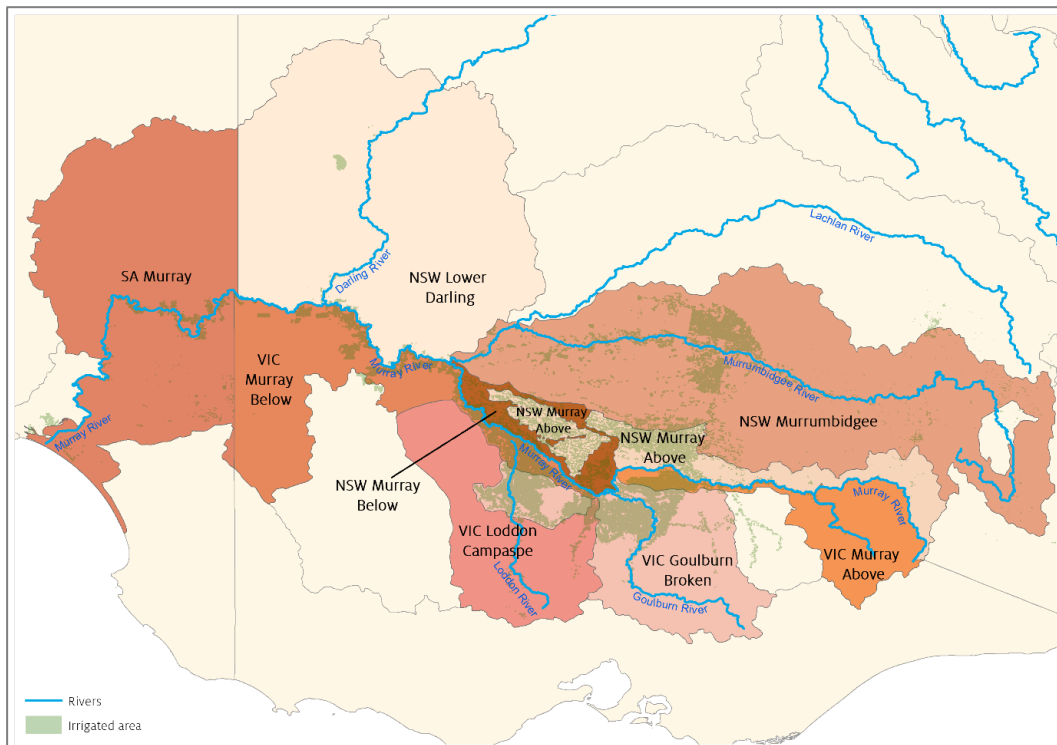 Lachlan River
SA Murray
Darling River
NSW Lower
Darling
VIC
Murray
Below
Murray River
Murrumbidgee River
NSW Murray
Above
NSW Murray
Above
NSW Murrumbidgee
Murray River
Murray River
NSW Murray
Below
Murray River
VIC Loddon
Campaspe
Loddon River
VIC Goulburn
Broken
Goulburn River
VIC Murray
Above
Rivers
Irrigated area